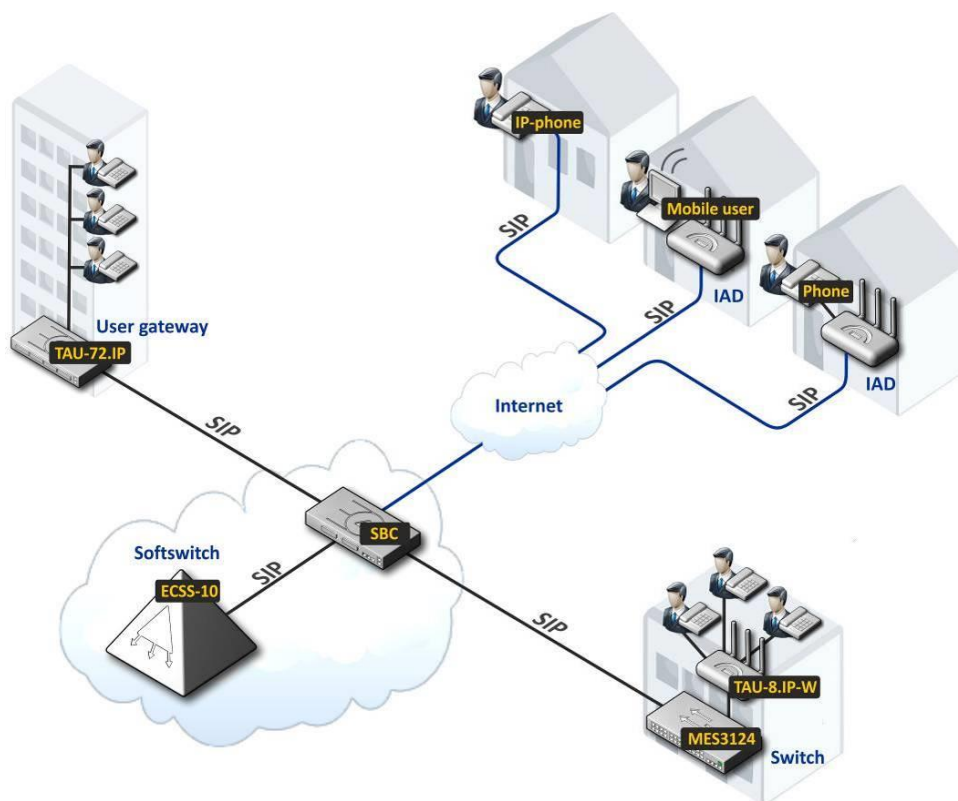 IP-phone
SIP
Mobile user
SIP
IAD
Phone
SIP
IAD
User gateway
TAU-72.IP
SIP
Internet
SBC
Softswitch
ECSS-10
SIP
SIP
TAU-8.IP-W
MES3124
Switch